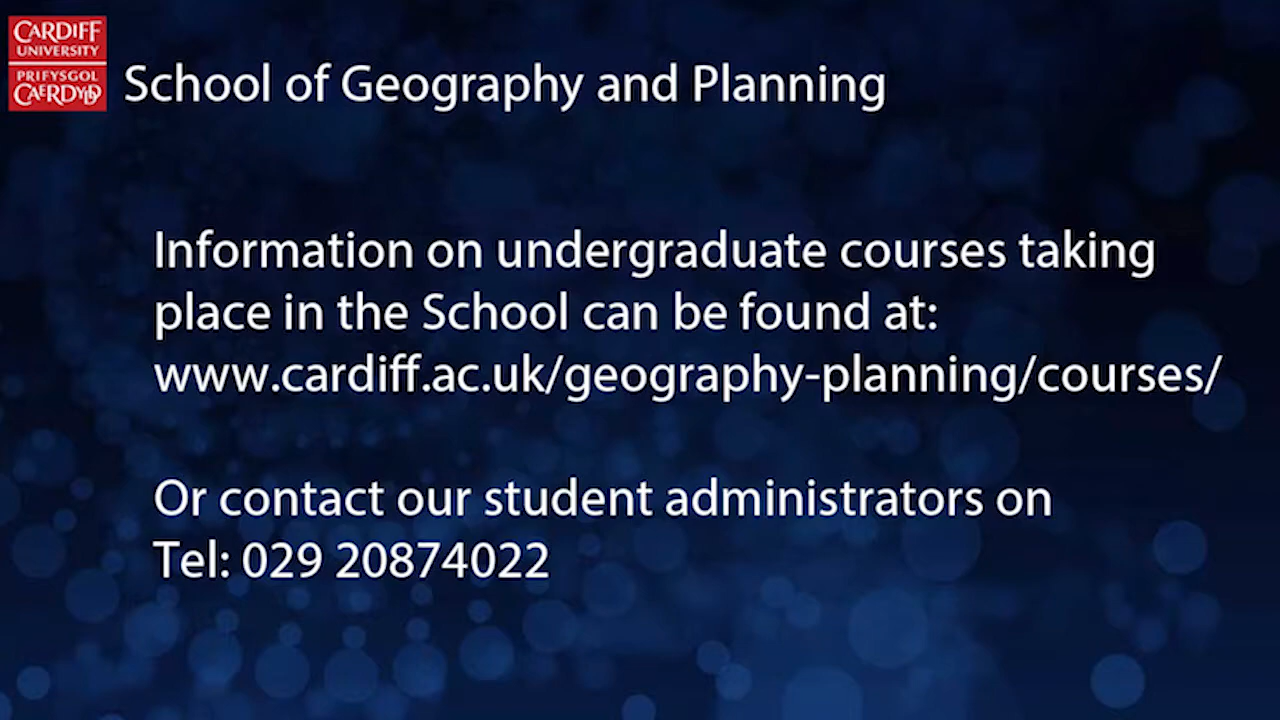 CARDIFF
UNIVERSITY
PRIFYSGOL
CAERDYDD
School of Geography and Planning
Information on undergraduate courses taking
place in the School can be found at:
www.cardiff.ac.uk/geography-planning/courses/
Or contact our student administrators on
Tel: 029 20874022